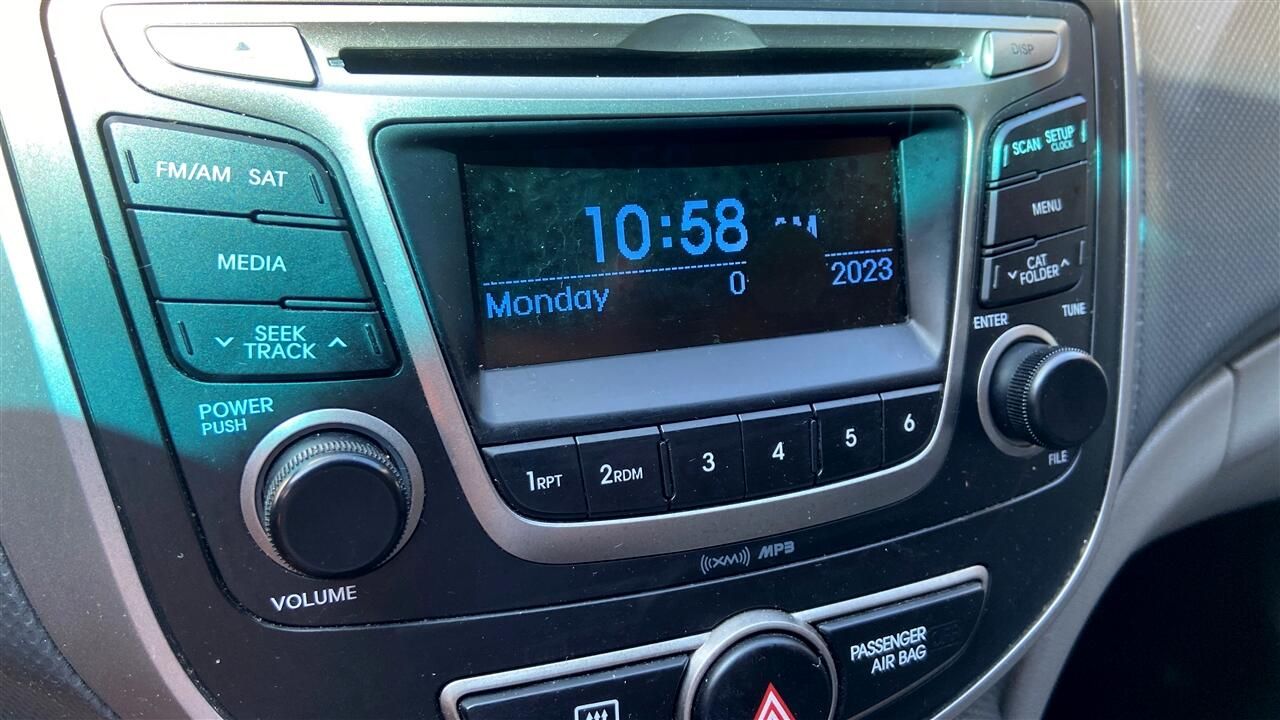 DISP
FM/AM SAT
MEDIA
SEEK
TRACK
POWER
PUSH
VOLUME
10:58 AM
Monday 0 2023
SCAN SETUP
CLOCK
MENU
CAT
FOLDER
ENTER TUNE
FILE
1RPT 2RDM 3 4 5 6
((XM)) MP3
PASSENGER
AIR BAG